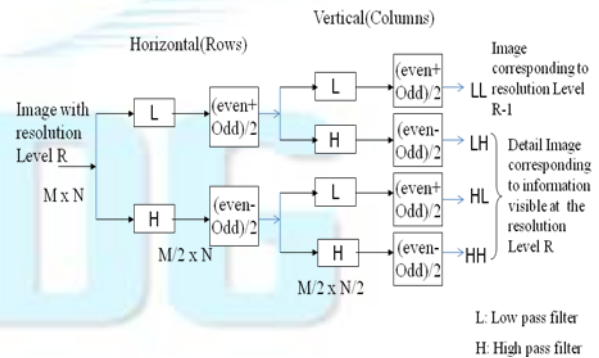 Vertical(Columns)
Horizontal(Rows)
Image with
resolution
Level R
M x N
L
(even+
Odd)/2
H
(even-
Odd)/2
M/2 x N
L
(even+
Odd)/2
LL
H
(even-
Odd)/2
LH
L
(even+
Odd)/2
HL
H
(even-
Odd)/2
HH
M/2 x N/2
Image
corresponding to
resolution Level
R-1
Detail Image
corresponding
to information
visible at the
resolution
Level R
L: Low pass filter
H: High pass filter